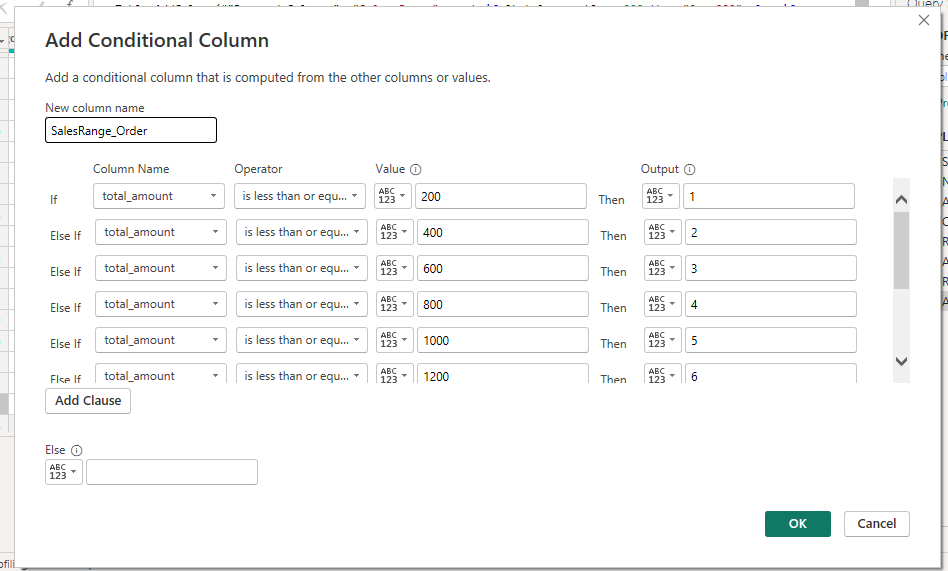 Query
Add Conditional Column
Add a conditional column that is computed from the other columns or values.
New column name
SalesRange_Order
Column Name Operator Value Output
If total_amount is less than or equ... ABC 123 200 Then ABC 123 1
Else If total_amount is less than or equ... ABC 123 400 Then ABC 123 2
Else If total_amount is less than or equ... ABC 123 600 Then ABC 123 3
Else If total_amount is less than or equ... ABC 123 800 Then ABC 123 4
Else If total_amount is less than or equ... ABC 123 1000 Then ABC 123 5
Else If total_amount is less than or equ... ABC 123 1200 Then ABC 123 6
Add Clause
Else
ABC 123
OK Cancel